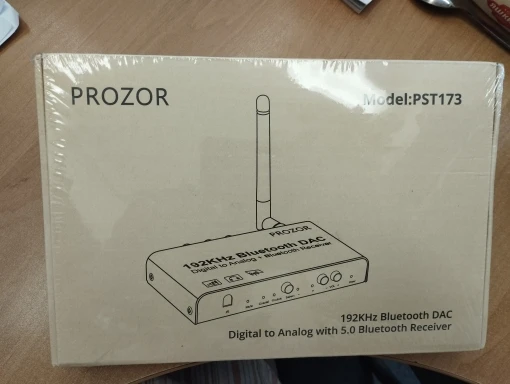 PROZOR
Model:PST173
PROZOR
192KHz Bluetooth DAC
Digital to Analog + Bluetooth Receiver
192KHz Bluetooth DAC
Digital to Analog with 5.0 Bluetooth Receiver